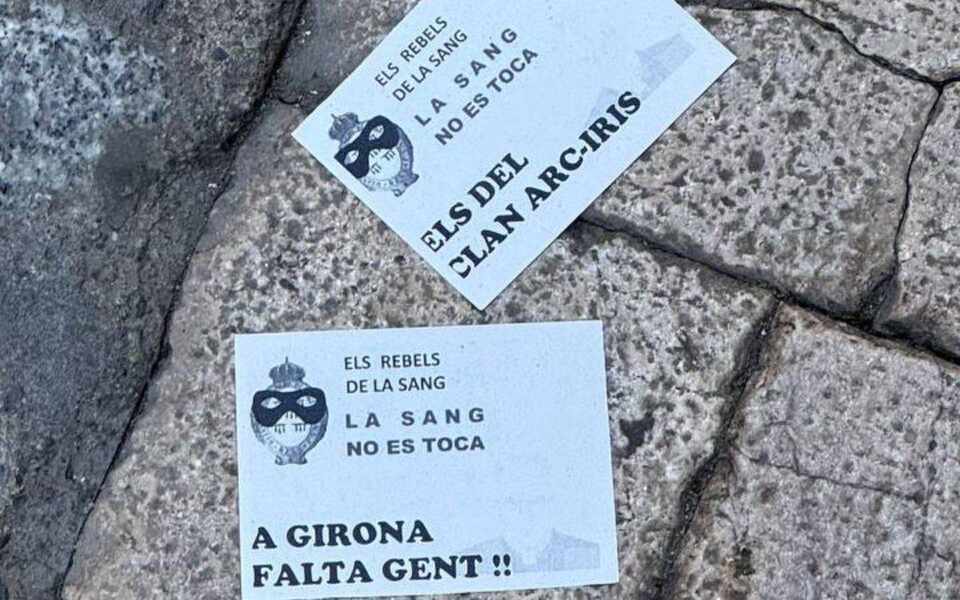 ELS REBELS
DE LA SANG
LA SANG
NO ES TOCA
ELS DEL
CLAN ARC-IRIS
ELS REBELS
DE LA SANG
LA SANG
NO ES TOCA
A GIRONA
FALTA GENT !!